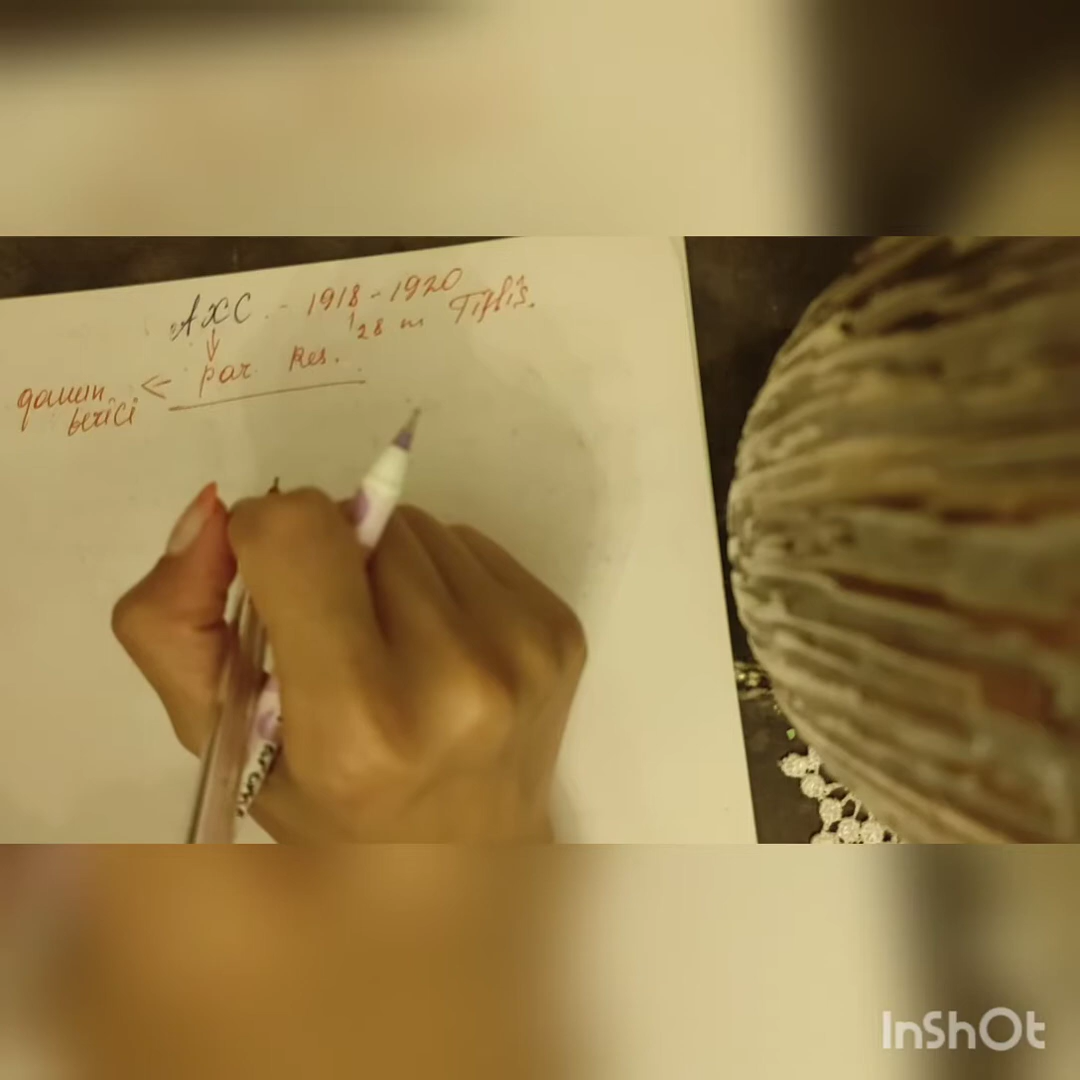 AXC - 1918 - 1920
28 m Tiflis.
par. Res.
qanun
verici
InShOt